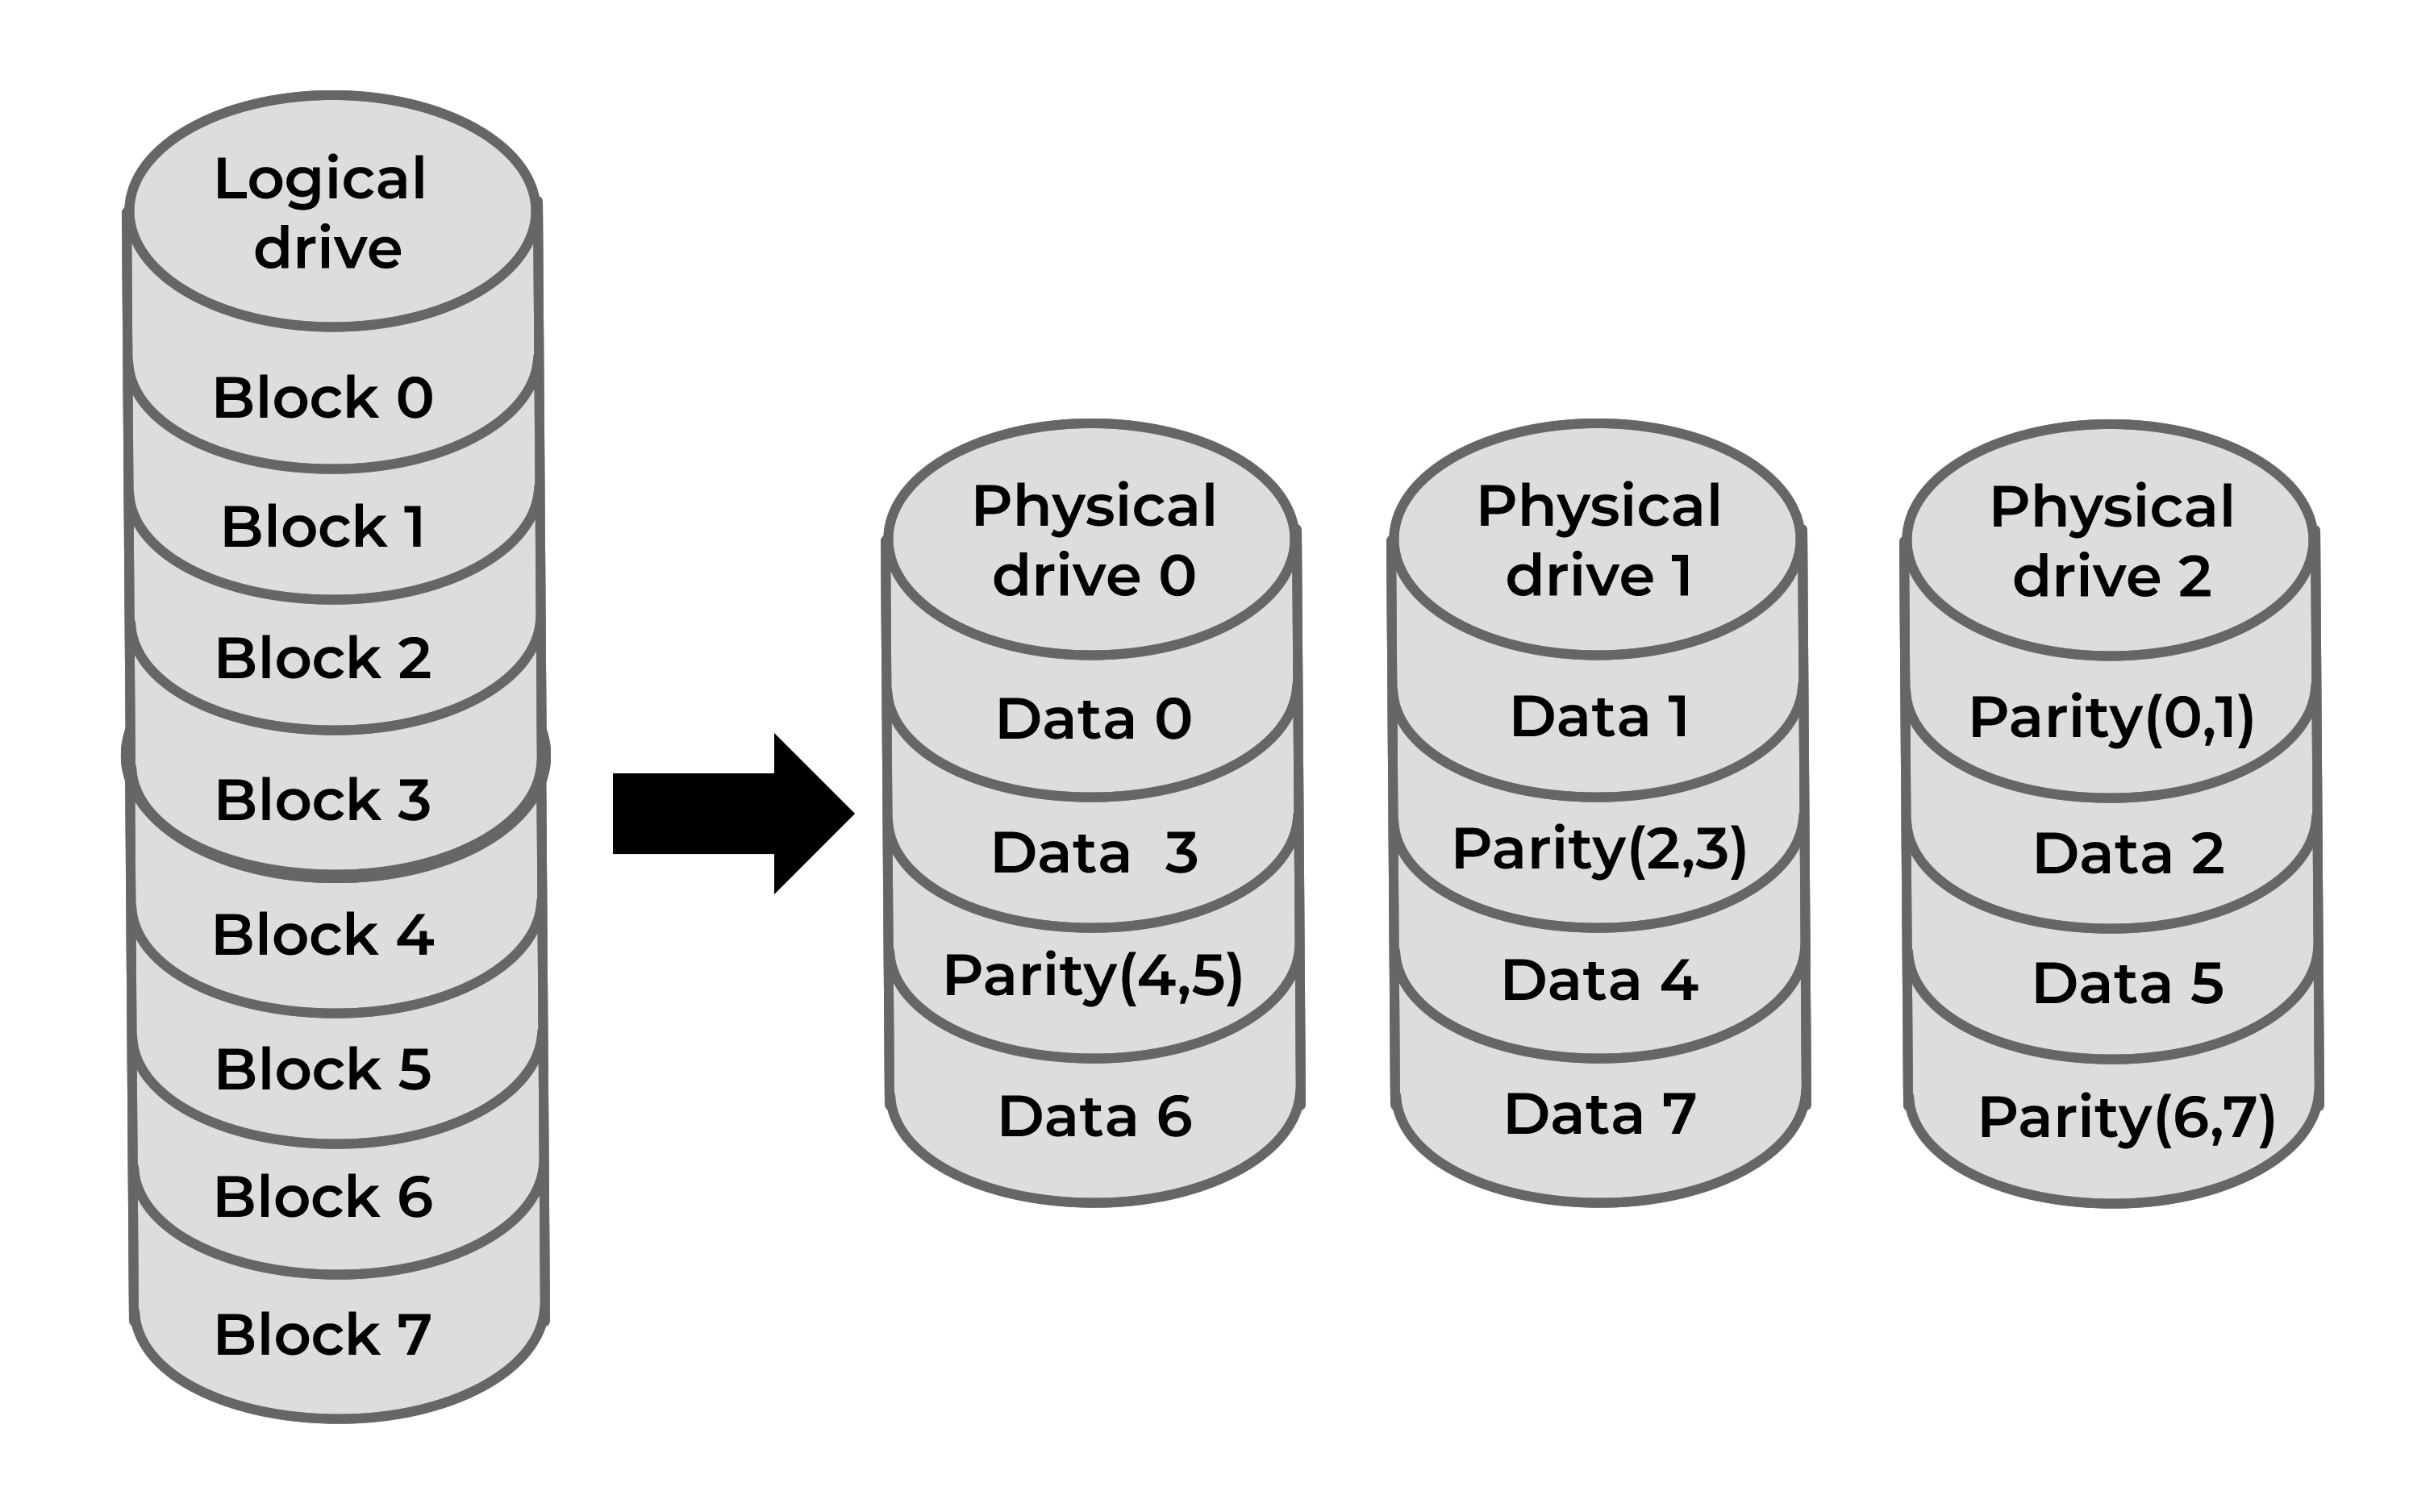 Logical
drive
Block 0
Block 1
Block 2
Block 3
Block 4
Block 5
Block 6
Block 7
Physical
drive 0
Data 0
Data 3
Parity(4,5)
Data 6
Physical
drive 1
Data 1
Parity(2,3)
Data 4
Data 7
Physical
drive 2
Parity(0,1)
Data 2
Data 5
Parity(6,7)